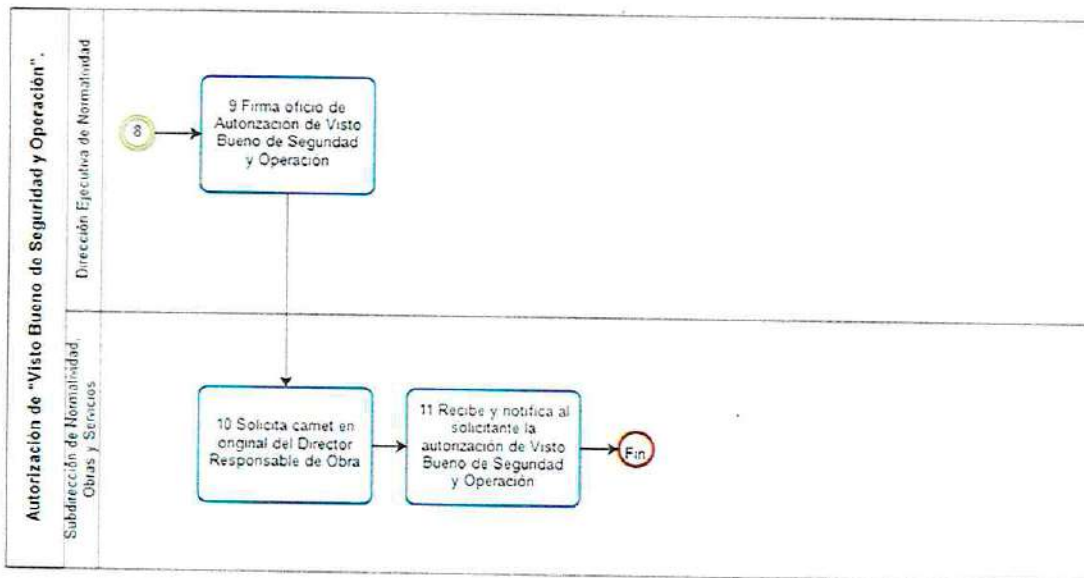 Autorización de "Visto Bueno de Seguridad y Operación".
Dirección Ejecutiva de Normatividad
8
9 Firma oficio de
Autorización de Visto
Bueno de Seguridad
y Operación
Subdirección de Normatividad,
Obras y Servicios
10 Solicita carnet en
original del Director
Responsable de Obra
11 Recibe y notifica al
solicitante la
autorización de Visto
Bueno de Seguridad
y Operación
Fin